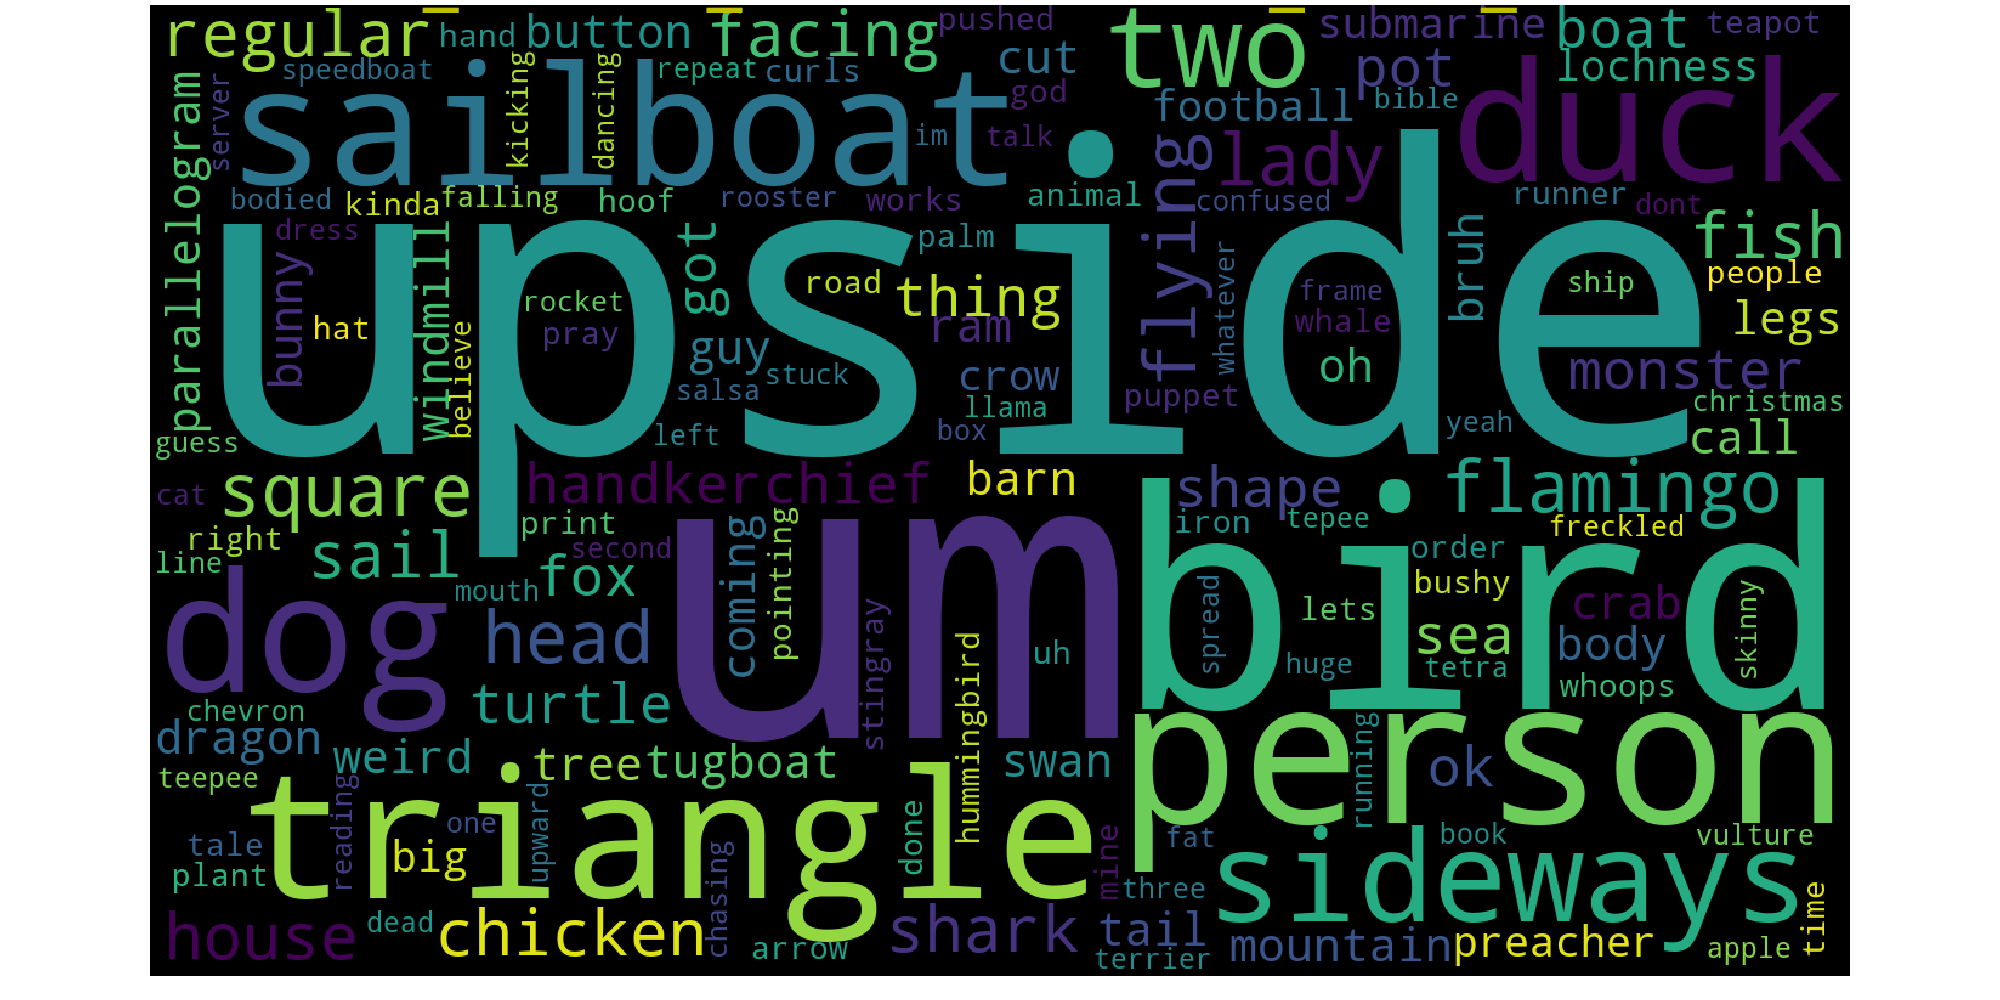 regular hand button facing pushed two submarine boat teapot
speedboat kicking dancing repeat curls cut pot lochness
sailboat god football bible duck
parallelogram server im talk flying lady
bodied kinda falling hoof rooster works animal confused runner dont
dress windmill got palm whatever bruh fish
upside
bunny rocket road thing frame ship people
hat believe pray guy ram whale legs
salsa stuck crow puppet oh monster
guess left llama box yeah christmas
call
cat square handkerchief barn shape flamingo
right print second coming pointing iron tepee freckled
line sail fox um bird order
dog mouth stingray hummingbird spread lets bushy crab skinny
head uh huge sea body
turtle tetra whoops
chevron
dragon weird tree tugboat swan person running ok
teepee reading triangle upward done
tale one mine fat book vulture
plant big chasing three sideways time
house dead chicken arrow shark tail mountain preacher apple
terrier